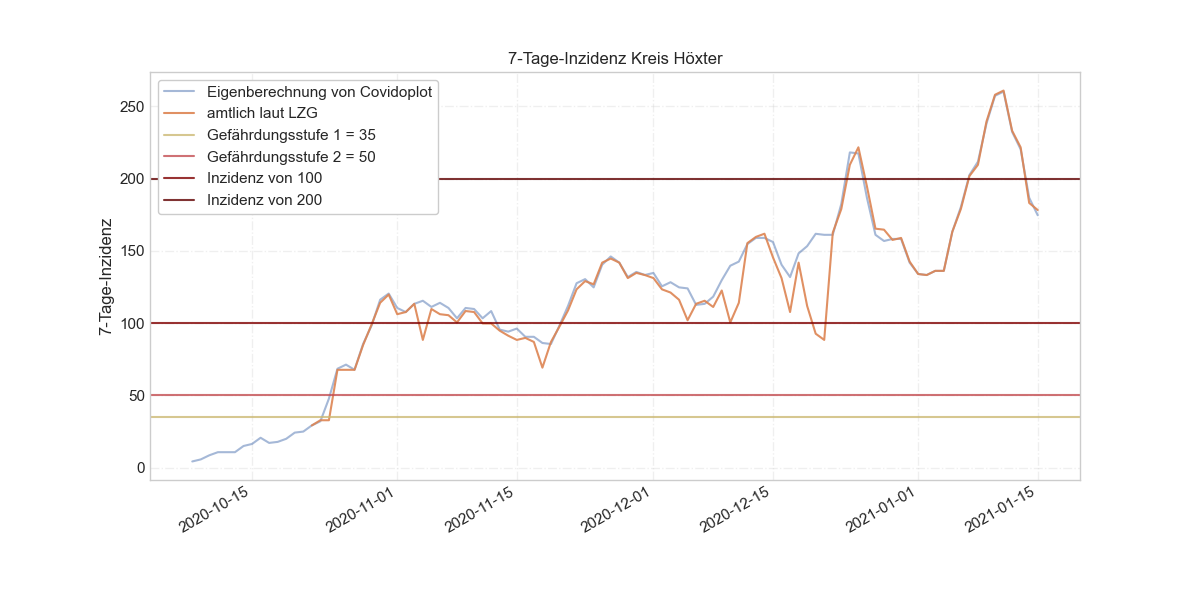 7-Tage-Inzidenz Kreis Höxter
Eigenberechnung von Covidoplot
amtlich laut LZG
Gefährdungsstufe 1 = 35
Gefährdungsstufe 2 = 50
Inzidenz von 100
Inzidenz von 200
7-Tage-Inzidenz
250
200
150
100
50
0
2020-10-15
2020-11-01
2020-11-15
2020-12-01
2020-12-15
2021-01-01
2021-01-15